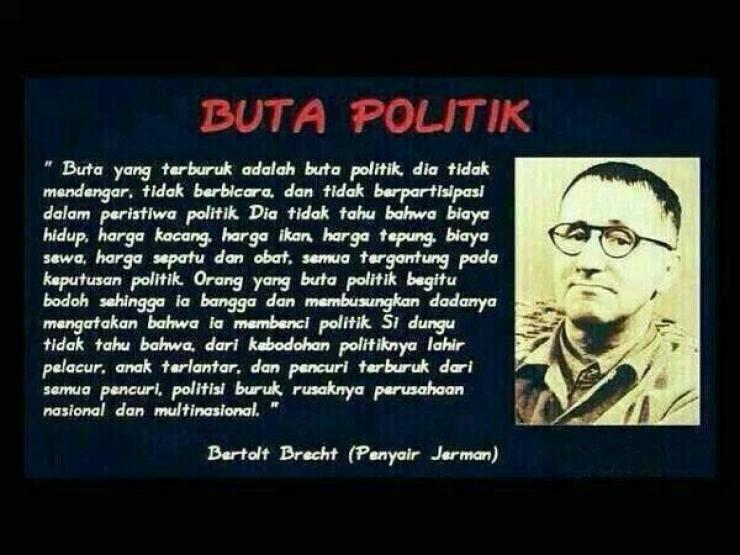 BUTA POLITIK
" Buta yang terburuk adalah buta politik, dia tidak
mendengar, tidak berbicara, dan tidak berpartisipasi
dalam peristiwa politik. Dia tidak tahu bahwa biaya
hidup, harga kacang, harga ikan, harga tepung, biaya
sewa, harga sepatu dan obat, semua tergantung pada
keputusan politik. Orang yang buta politik begitu
bodoh sehingga ia bangga dan membusungkan dadanya
mengatakan bahwa ia membenci politik. Si dungu
tidak tahu bahwa, dari kebodohan politiknya lahir
pelacur, anak terlantar, dan pencuri terburuk dari
semua pencuri, politisi buruk, rusaknya perusahaan
nasional dan multinasional. "
Bertolt Brecht (Penyair Jerman)